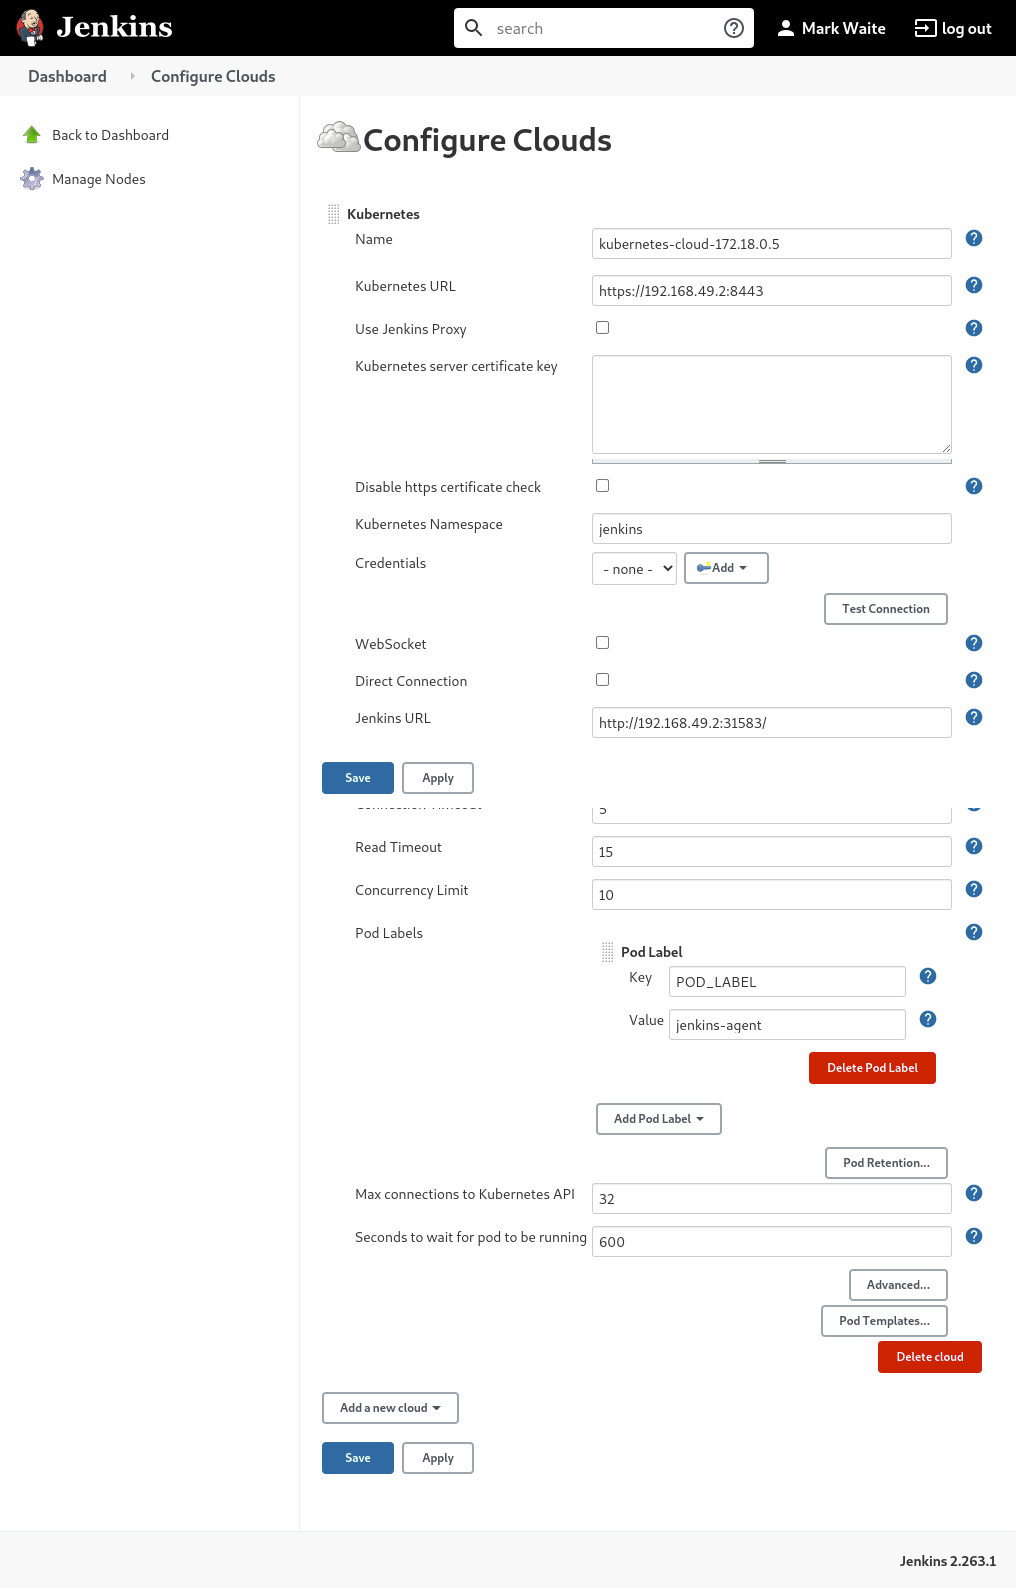 Jenkins
search
Mark Waite
log out
Dashboard
Configure Clouds
Back to Dashboard
Manage Nodes
Configure Clouds
Kubernetes
Name
kubernetes-cloud-172.18.0.5
Kubernetes URL
https://192.168.49.2:8443
Use Jenkins Proxy
Kubernetes server certificate key
Disable https certificate check
Kubernetes Namespace
jenkins
Credentials
- none -
Add
Test Connection
WebSocket
Direct Connection
Jenkins URL
http://192.168.49.2:31583/
Save
Apply
Connection Timeout
5
Read Timeout
15
Concurrency Limit
10
Pod Labels
Pod Label
Key
POD_LABEL
Value
jenkins-agent
Delete Pod Label
Add Pod Label
Pod Retention...
Max connections to Kubernetes API
32
Seconds to wait for pod to be running
600
Advanced...
Pod Templates...
Delete cloud
Add a new cloud
Save
Apply
Jenkins 2.263.1